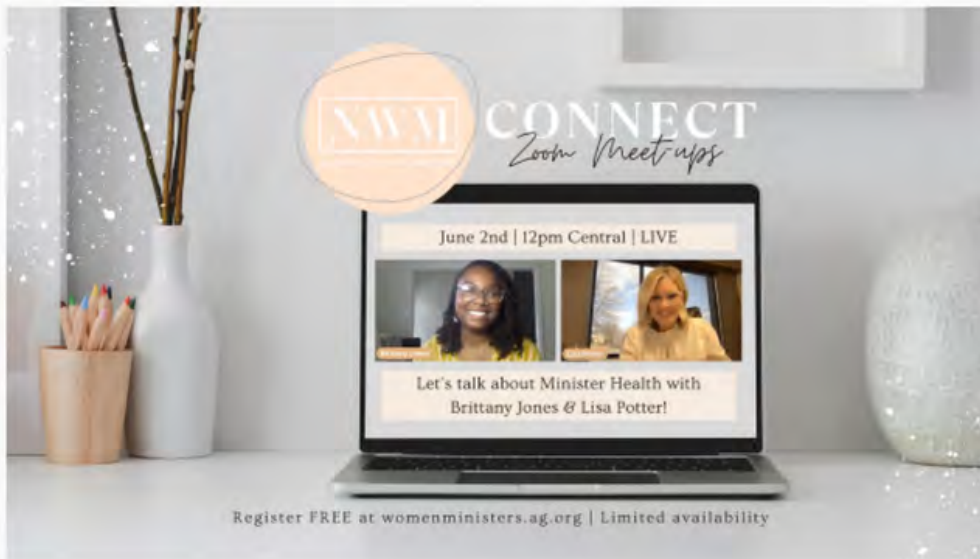 NWM
CONNECT
Zoom Meet-ups
June 2nd | 12pm Central | LIVE
Let's talk about Minister Health with
Brittany Jones & Lisa Potter!
Register FREE at womenministers.ag.org | Limited availability